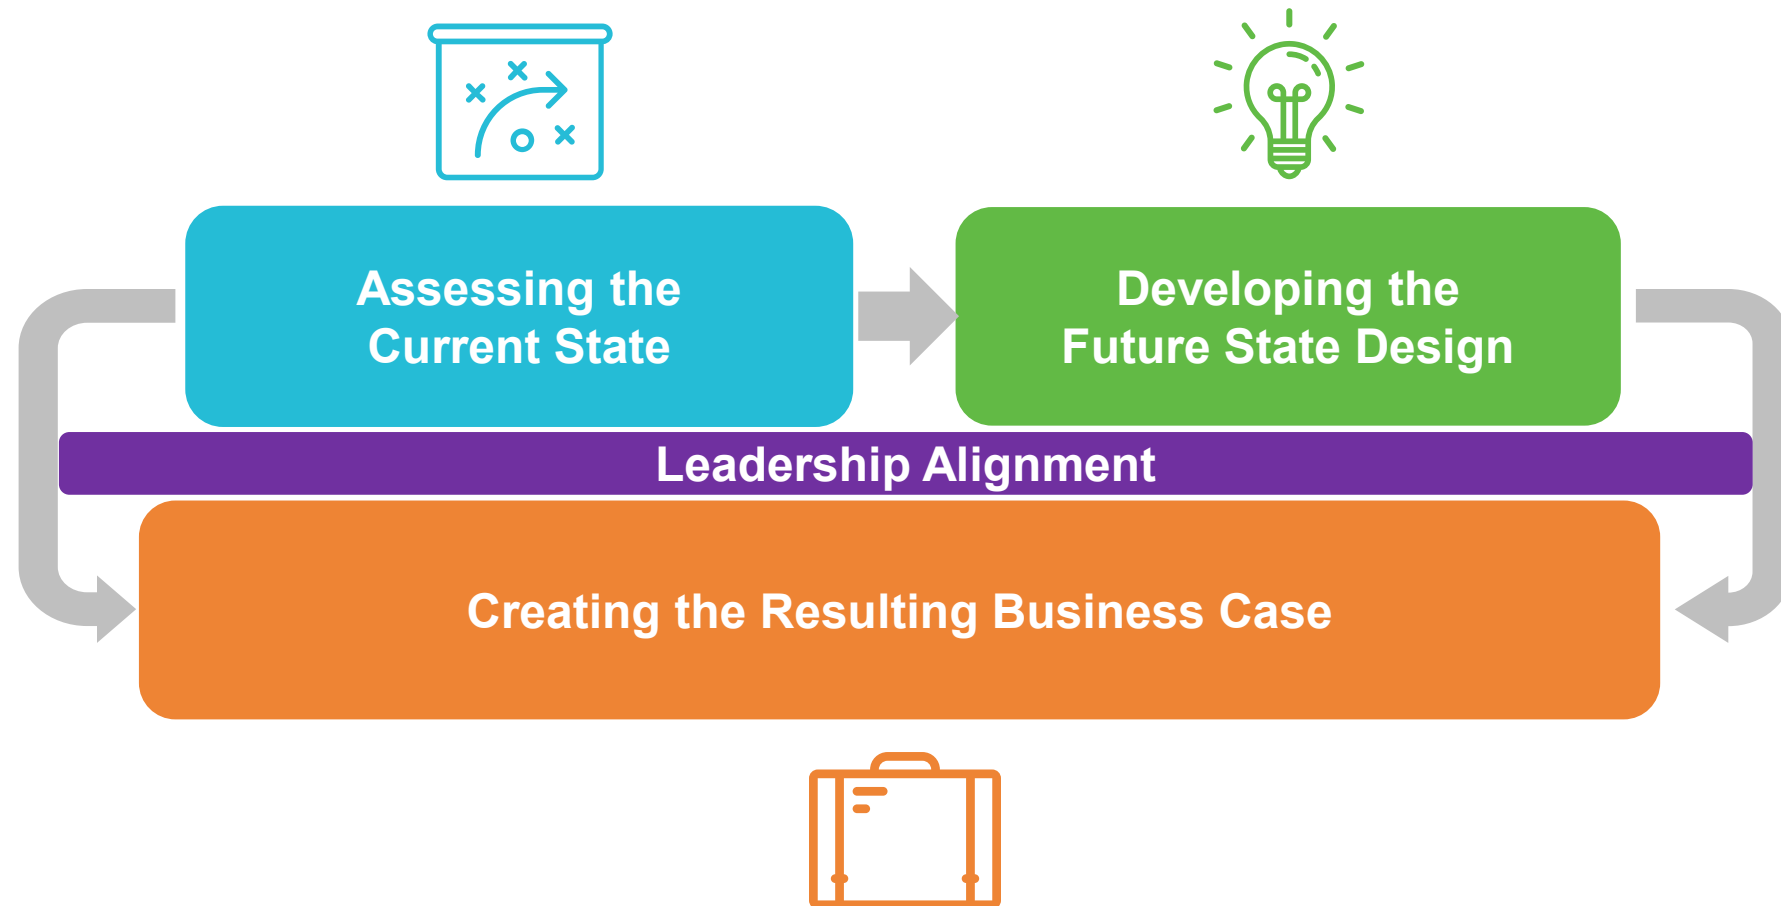 Assessing the
Current State
Developing the
Future State Design
Leadership Alignment
Creating the Resulting Business Case